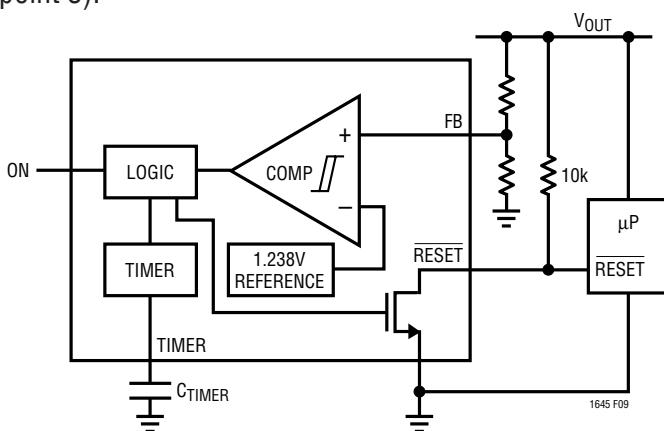 point 3).
V_OUT
FB
ON
LOGIC
COMP
+
−
10k
µP
1.238V
REFERENCE
RESET
RESET
TIMER
TIMER
C_TIMER
1645 F09